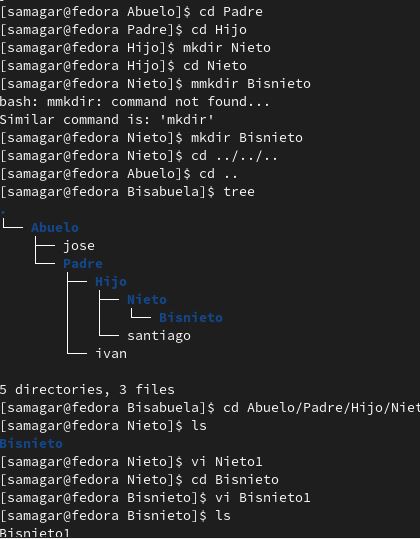 [samagar@fedora Abuelo]$ cd Padre
[samagar@fedora Padre]$ cd Hijo
[samagar@fedora Hijo]$ mkdir Nieto
[samagar@fedora Hijo]$ cd Nieto
[samagar@fedora Nieto]$ mmkdir Bisnieto
bash: mmkdir: command not found...
Similar command is: 'mkdir'
[samagar@fedora Nieto]$ mkdir Bisnieto
[samagar@fedora Nieto]$ cd ../../..
[samagar@fedora Abuelo]$ cd ..
[samagar@fedora Bisabuela]$ tree
.
└── Abuelo
    ├── jose
    └── Padre
        ├── Hijo
        │   ├── Nieto
        │   │   └── Bisnieto
        │   └── santiago
        └── ivan
5 directories, 3 files
[samagar@fedora Bisabuela]$ cd Abuelo/Padre/Hijo/Niet
[samagar@fedora Nieto]$ ls
Bisnieto
[samagar@fedora Nieto]$ vi Nieto1
[samagar@fedora Nieto]$ cd Bisnieto
[samagar@fedora Bisnieto]$ vi Bisnieto1
[samagar@fedora Bisnieto]$ ls
Bisnieto1